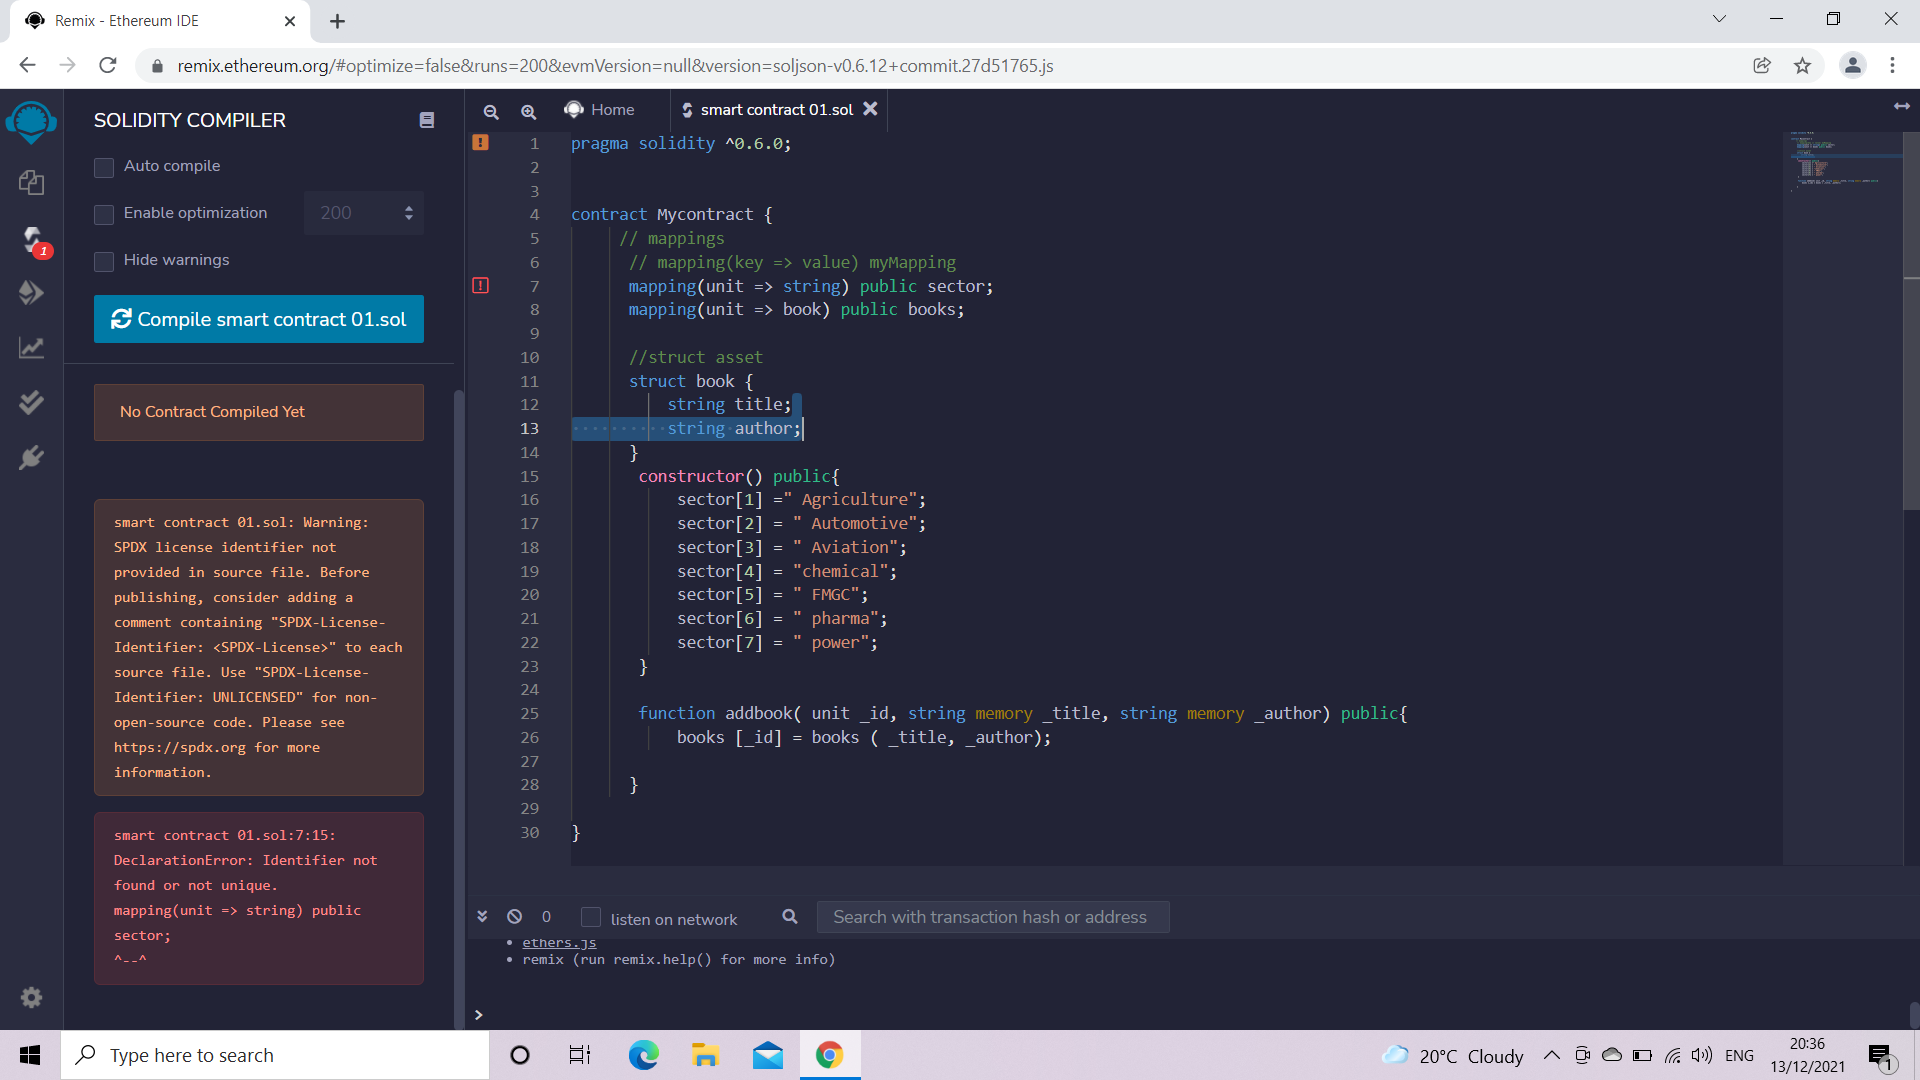 Remix - Ethereum IDE
remix.ethereum.org/#optimize=false&runs=200&evmVersion=null&version=soljson-v0.6.12+commit.27d51765.js
SOLIDITY COMPILER
Auto compile
Enable optimization
200
Hide warnings
Compile smart contract 01.sol
No Contract Compiled Yet
smart contract 01.sol: Warning:
SPDX license identifier not
provided in source file. Before
publishing, consider adding a
comment containing "SPDX-License-
Identifier: <SPDX-License>" to each
source file. Use "SPDX-License-
Identifier: UNLICENSED" for non-
open-source code. Please see
https://spdx.org for more
information.
smart contract 01.sol:7:15:
DeclarationError: Identifier not
found or not unique.
mapping(unit => string) public
sector;
^--^
1
Home
smart contract 01.sol
1 pragma solidity ^0.6.0;
2
3
4 contract Mycontract {
5 // mappings
6 // mapping(key => value) myMapping
7 mapping(unit => string) public sector;
8 mapping(unit => book) public books;
9
10 //struct asset
11 struct book {
12 string title;
13 string author;
14 }
15 constructor() public{
16 sector[1] =" Agriculture";
17 sector[2] = " Automotive";
18 sector[3] = " Aviation";
19 sector[4] = "chemical";
20 sector[5] = " FMGC";
21 sector[6] = " pharma";
22 sector[7] = " power";
23 }
24
25 function addbook( unit _id, string memory _title, string memory _author) public{
26 books [_id] = books ( _title, _author);
27
28 }
29
30 }
0
listen on network
Search with transaction hash or address
• ethers.js
• remix (run remix.help() for more info)
>
Type here to search
20°C Cloudy
ENG
20:36
13/12/2021
1